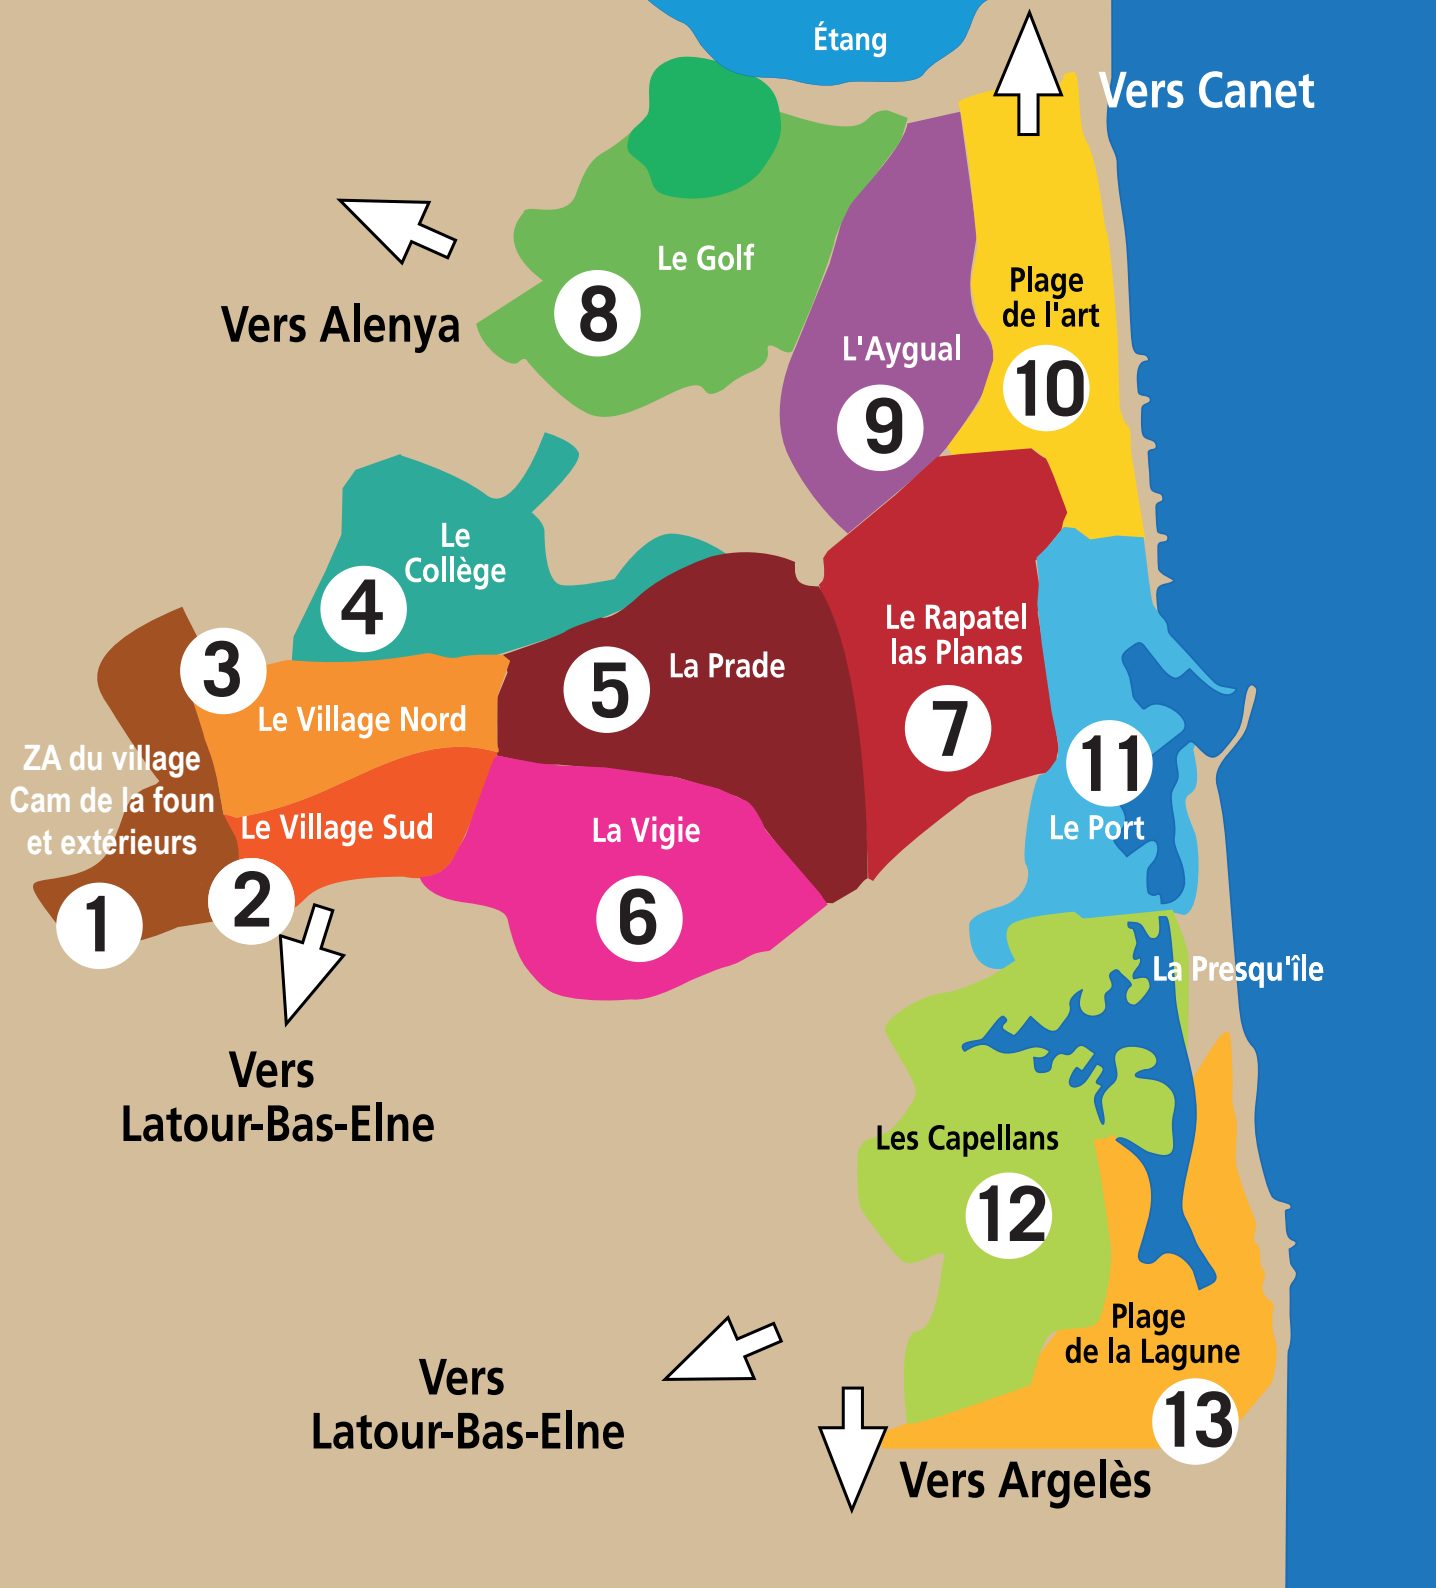 Étang
Vers Canet
Le Golf
8
Vers Alenya
Plage
de l'art
10
L'Aygual
9
Le
Collège
4
Le Rapatel
las Planas
7
3
Le Village Nord
5
La Prade
ZA du village
Cam de la foun
et extérieurs
1
Le Village Sud
2
La Vigie
6
11
Le Port
La Presqu'île
Vers
Latour-Bas-Elne
Les Capellans
12
Plage
de la Lagune
13
Vers
Latour-Bas-Elne
Vers Argelès